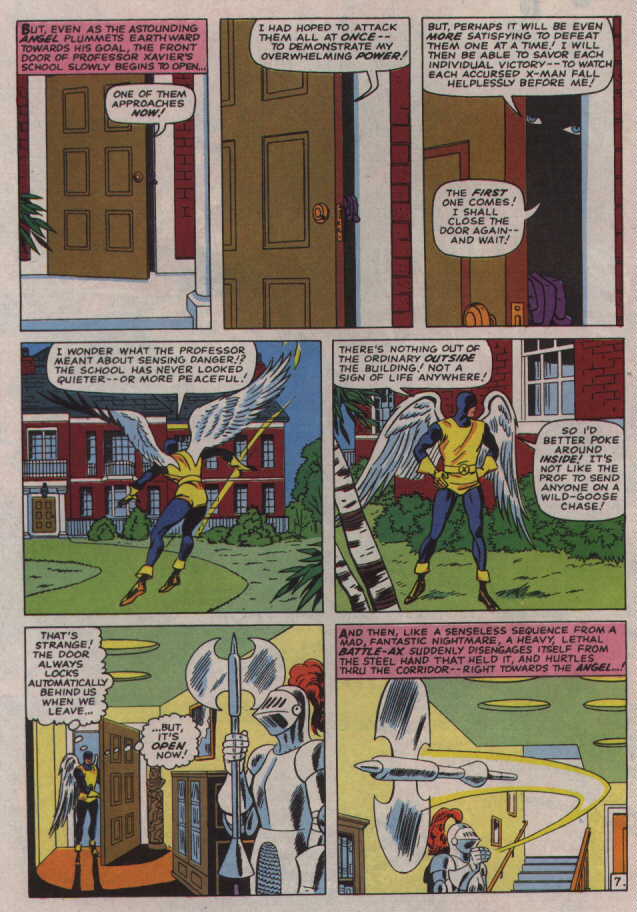 BUT, EVEN AS THE ASTOUNDING
ANGEL PLUMMETS EARTHWARD
TOWARDS HIS GOAL, THE FRONT
DOOR OF PROFESSOR XAVIER'S
SCHOOL SLOWLY BEGINS TO OPEN...
ONE OF THEM
APPROACHES
NOW!
I HAD HOPED TO ATTACK
THEM ALL AT ONCE--
TO DEMONSTRATE MY
OVERWHELMING POWER!
BUT, PERHAPS IT WILL BE EVEN
MORE SATISFYING TO DEFEAT
THEM ONE AT A TIME! I WILL
THEN BE ABLE TO SAVOR EACH
INDIVIDUAL VICTORY--TO WATCH
EACH ACCURSED X-MAN FALL
HELPLESSLY BEFORE ME!
THE FIRST
ONE COMES!
I SHALL
CLOSE THE
DOOR AGAIN--
AND WAIT!
I WONDER WHAT THE PROFESSOR
MEANT ABOUT SENSING DANGER!?
THE SCHOOL HAS NEVER LOOKED
QUIETER--OR MORE PEACEFUL!
THERE'S NOTHING OUT OF
THE ORDINARY OUTSIDE
THE BUILDING! NOT A
SIGN OF LIFE ANYWHERE!
SO I'D
BETTER POKE
AROUND
INSIDE! IT'S
NOT LIKE THE
PROF TO SEND
ANYONE ON A
WILD-GOOSE
CHASE!
THAT'S
STRANGE!
THE DOOR
ALWAYS
LOCKS
AUTOMATICALLY
BEHIND US
WHEN WE
LEAVE...
...BUT,
IT'S
OPEN
NOW!
AND THEN, LIKE A SENSELESS SEQUENCE FROM A
MAD, FANTASTIC NIGHTMARE, A HEAVY, LETHAL
BATTLE-AX SUDDENLY DISENGAGES ITSELF FROM
THE STEEL HAND THAT HELD IT, AND HURTLES
THRU THE CORRIDOR--RIGHT TOWARDS THE ANGEL...!
7.